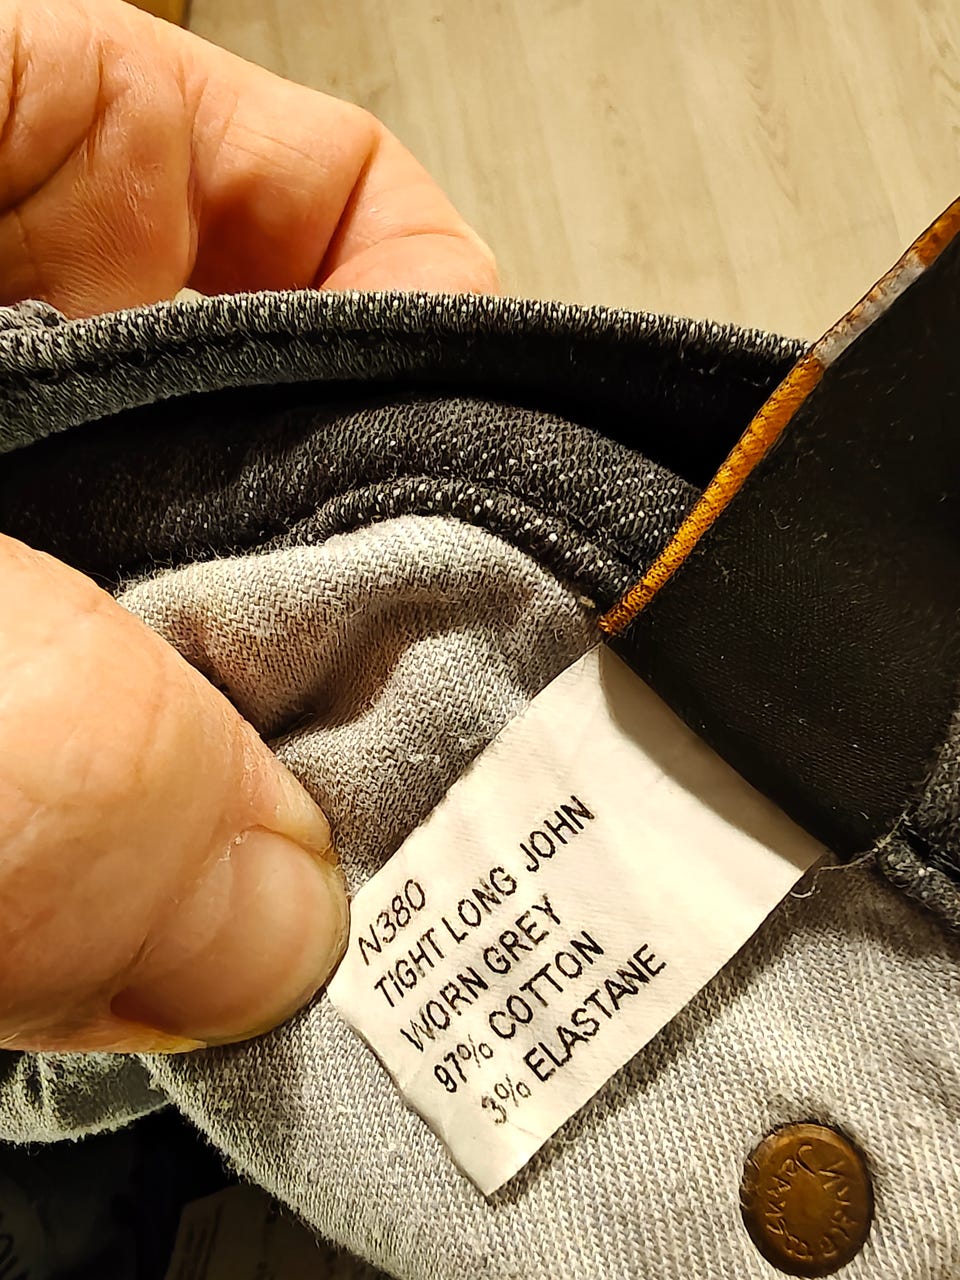 N380
TIGHT LONG JOHN
WORN GREY
97% COTTON
3% ELASTANE